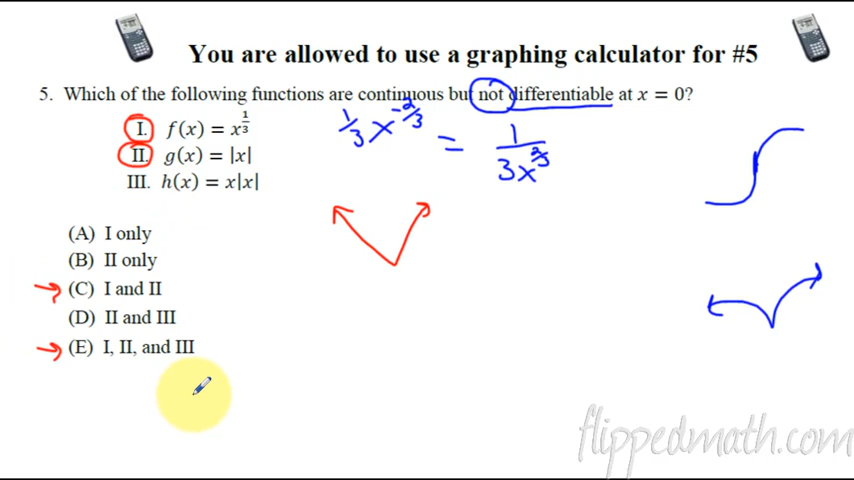 You are allowed to use a graphing calculator for #5
5. Which of the following functions are continuous but not differentiable at x = 0?
I. f(x) = x^{1/3}
II. g(x) = |x|
III. h(x) = x|x|
1/3 x^{-2/3} = 1/(3x^{2/3})
(A) I only
(B) II only
(C) I and II
(D) II and III
(E) I, II, and III
flippedmath.com